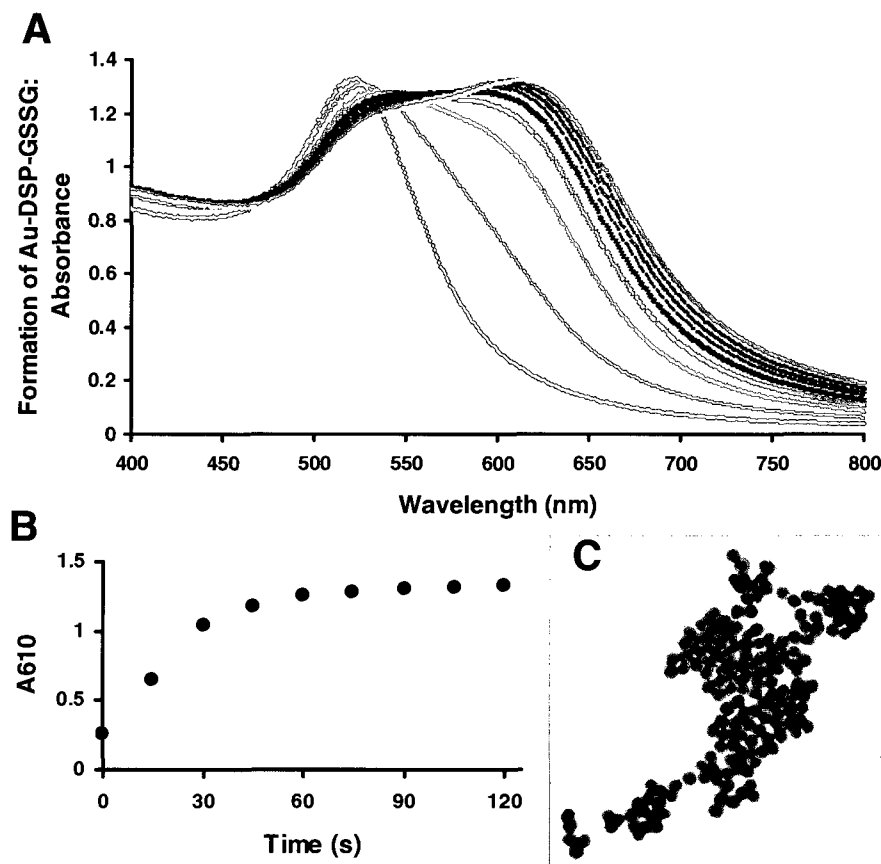 A
Formation of Au-DSP-GSSG:
Absorbance
1.4
1.2
1
0.8
0.6
0.4
0.2
0
400 450 500 550 600 650 700 750 800
Wavelength (nm)
B
A610
1.5
1
0.5
0
0 30 60 90 120
Time (s)
C